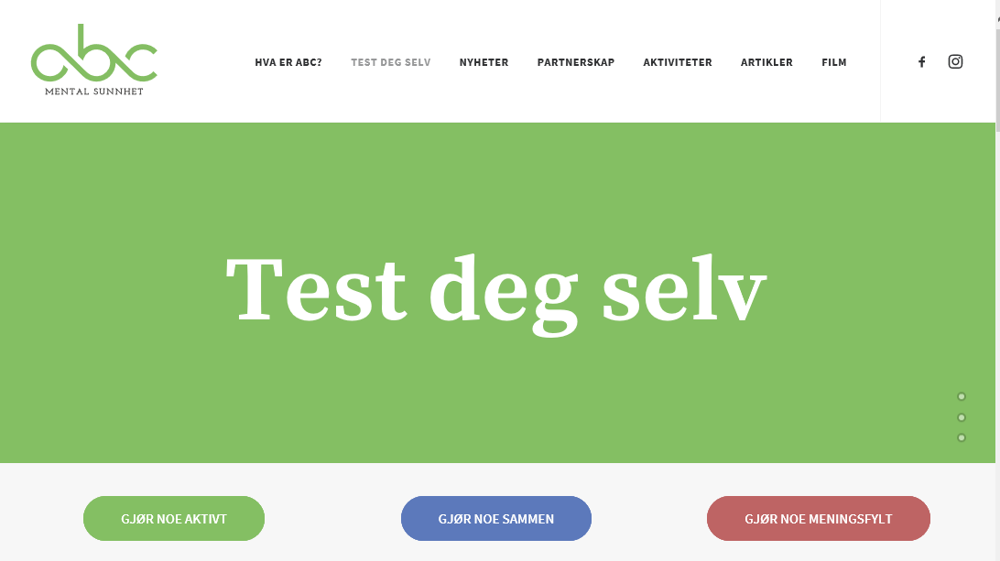 abc
MENTAL SUNNHET
HVA ER ABC? TEST DEG SELV NYHETER PARTNERSKAP AKTIVITETER ARTIKLER FILM
Test deg selv
GJØR NOE AKTIVT GJØR NOE SAMMEN GJØR NOE MENINGSFYLT